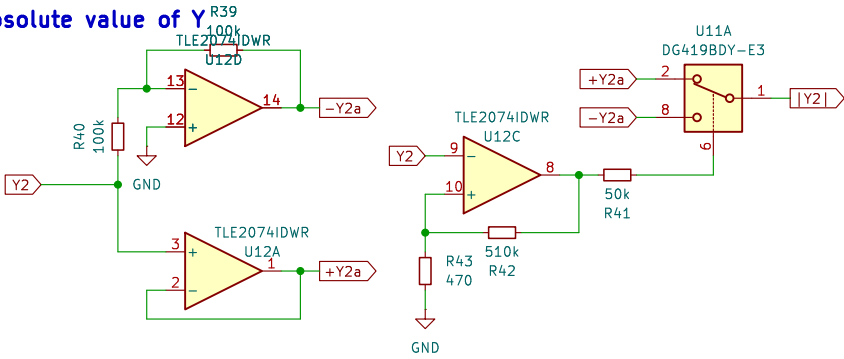 bsolute value of Y
R39
100k
TLE2074IDWR
U12D
13
12
14
-Y2a
R40
100k
GND
Y2
TLE2074IDWR
U12A
3
2
1
+Y2a
TLE2074IDWR
U12C
Y2
9
10
8
50k
R41
510k
R42
R43
470
GND
U11A
DG419BDY-E3
+Y2a
2
-Y2a
8
1
|Y2|
6